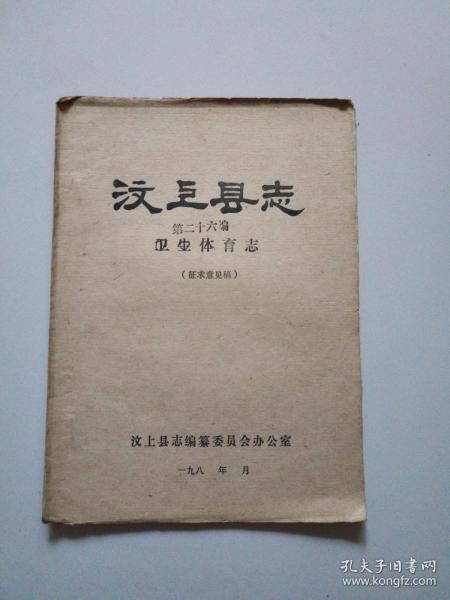 汶上县志
第二十六编
卫生体育志
(征求意见稿)
汶上县志编纂委员会办公室
一九八 年 月
孔夫子旧书网
www.kongfz.com